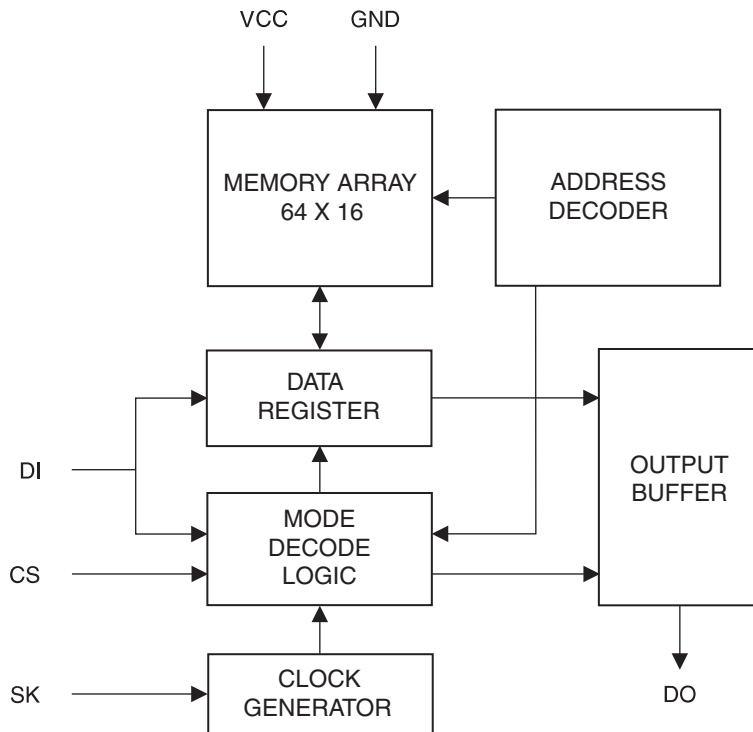 VCC
GND
MEMORY ARRAY
64 X 16
ADDRESS
DECODER
DATA
REGISTER
OUTPUT
BUFFER
DI
MODE
DECODE
LOGIC
CS
CLOCK
GENERATOR
SK
DO